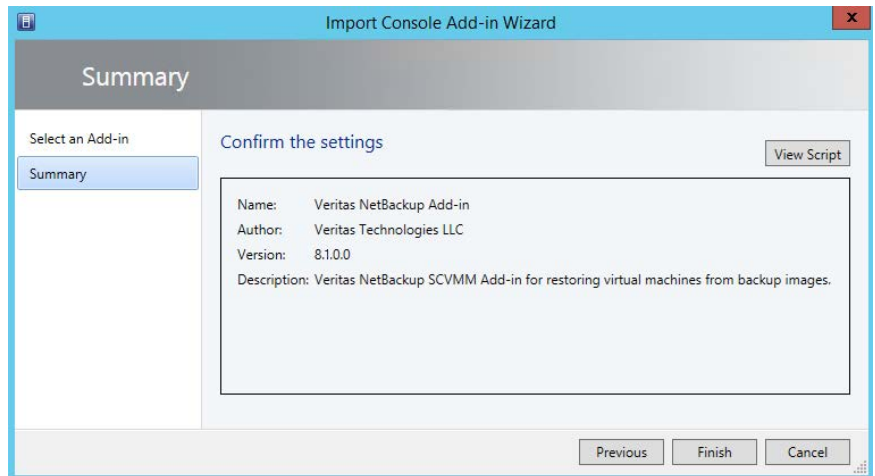 Import Console Add-in Wizard
x
Summary
Select an Add-in
Summary
Confirm the settings
View Script
Name: Veritas NetBackup Add-in
Author: Veritas Technologies LLC
Version: 8.1.0.0
Description: Veritas NetBackup SCVMM Add-in for restoring virtual machines from backup images.
Previous Finish Cancel